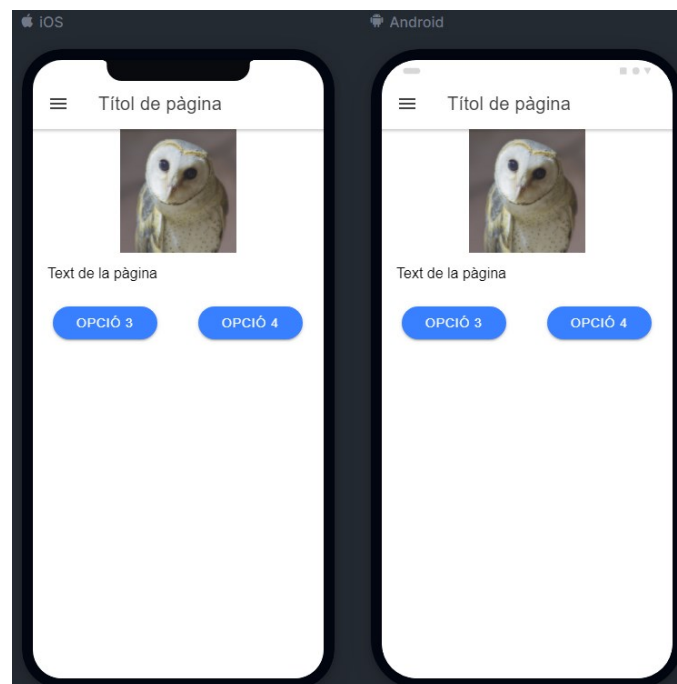 iOS
Títol de pàgina
Text de la pàgina
OPCIÓ 3
OPCIÓ 4
Android
Títol de pàgina
Text de la pàgina
OPCIÓ 3
OPCIÓ 4